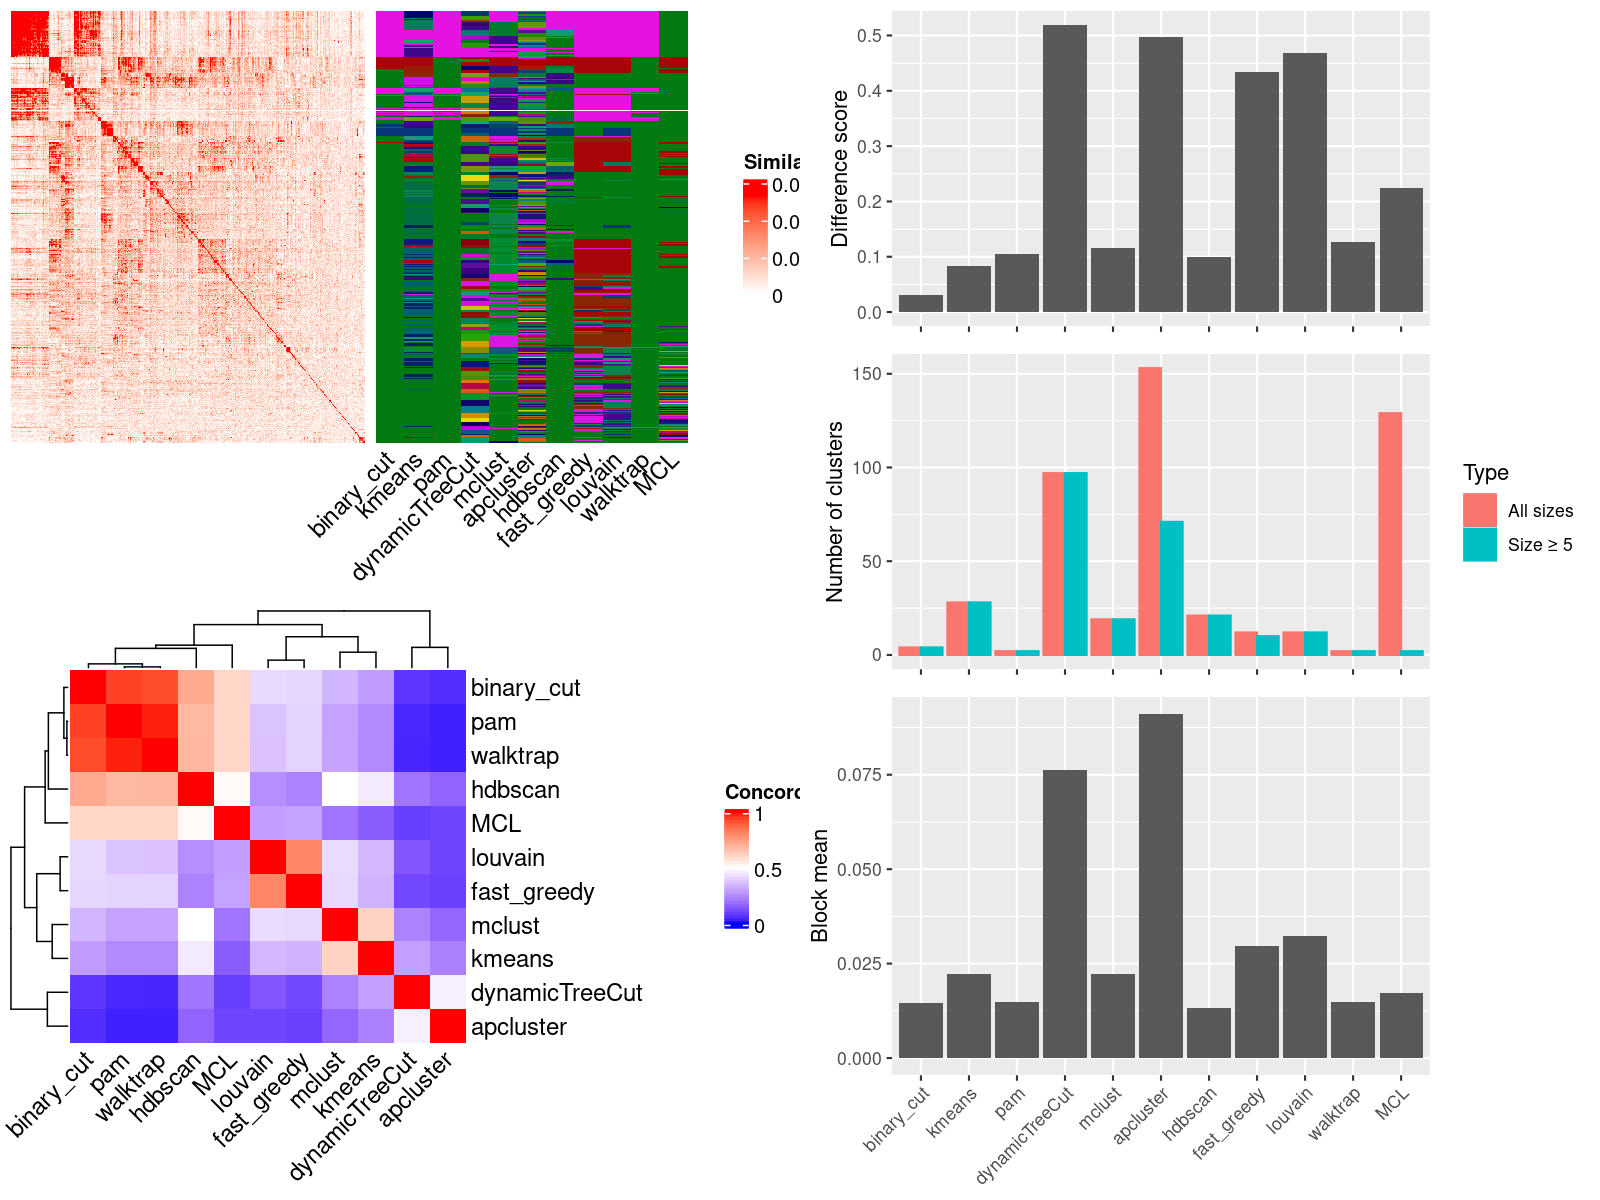 Simila
0.0
0.0
0.0
0
binary_cut
kmeans
pam
dynamicTreeCut
mclust
apcluster
hdbscan
fast_greedy
louvain
walktrap
MCL
binary_cut
pam
walktrap
hdbscan
MCL
louvain
fast_greedy
mclust
kmeans
dynamicTreeCut
apcluster
binary_cut
pam
walktrap
hdbscan
MCL
louvain
fast_greedy
mclust
kmeans
dynamicTreeCut
apcluster
Concord
1
0.5
0
Difference score
0.5
0.4
0.3
0.2
0.1
0.0
Number of clusters
150
100
50
0
Type
All sizes
Size ≥ 5
Block mean
0.075
0.050
0.025
0.000
binary_cut
kmeans
pam
dynamicTreeCut
mclust
apcluster
hdbscan
fast_greedy
louvain
walktrap
MCL